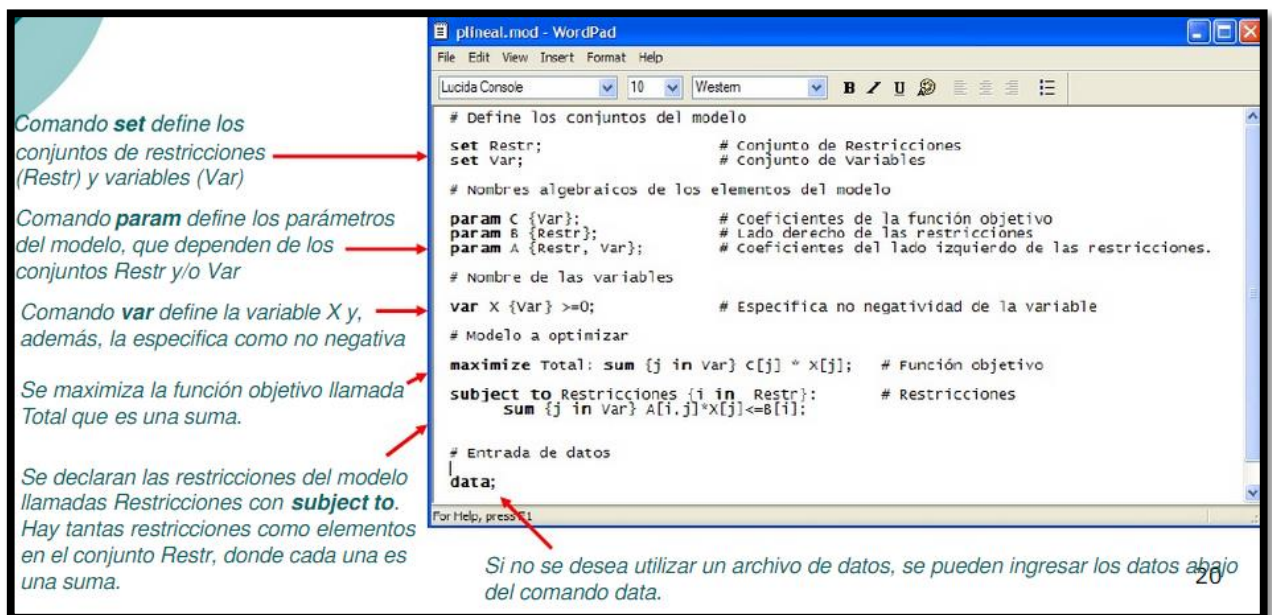 Comando set define los
conjuntos de restricciones
(Restr) y variables (Var)
Comando param define los parámetros
del modelo, que dependen de los
conjuntos Restr y/o Var
Comando var define la variable X y,
además, la especifica como no negativa
Se maximiza la función objetivo llamada
Total que es una suma.
Se declaran las restricciones del modelo
llamadas Restricciones con subject to.
Hay tantas restricciones como elementos
en el conjunto Restr, donde cada una es
una suma.
plineal.mod - WordPad
File Edit View Insert Format Help
Lucida Console 10 Western B / U
# Define los conjuntos del modelo
set Restr; # Conjunto de Restricciones
set Var; # Conjunto de Variables
# Nombres algebraicos de los elementos del modelo
param C {Var}; # Coeficientes de la función objetivo
param B {Restr}; # Lado derecho de las restricciones
param A {Restr, Var}; # Coeficientes del lado izquierdo de las restricciones.
# Nombre de las variables
var X {Var} >=0; # Especifica no negatividad de la variable
# Modelo a optimizar
maximize Total: sum {j in Var} C[j] * X[j]; # Función objetivo
subject to Restricciones {i in Restr}: # Restricciones
sum {j in Var} A[i,j]*X[j]<=B[i];
# Entrada de datos
data;
For Help, press F1
Si no se desea utilizar un archivo de datos, se pueden ingresar los datos abajo
del comando data.
20